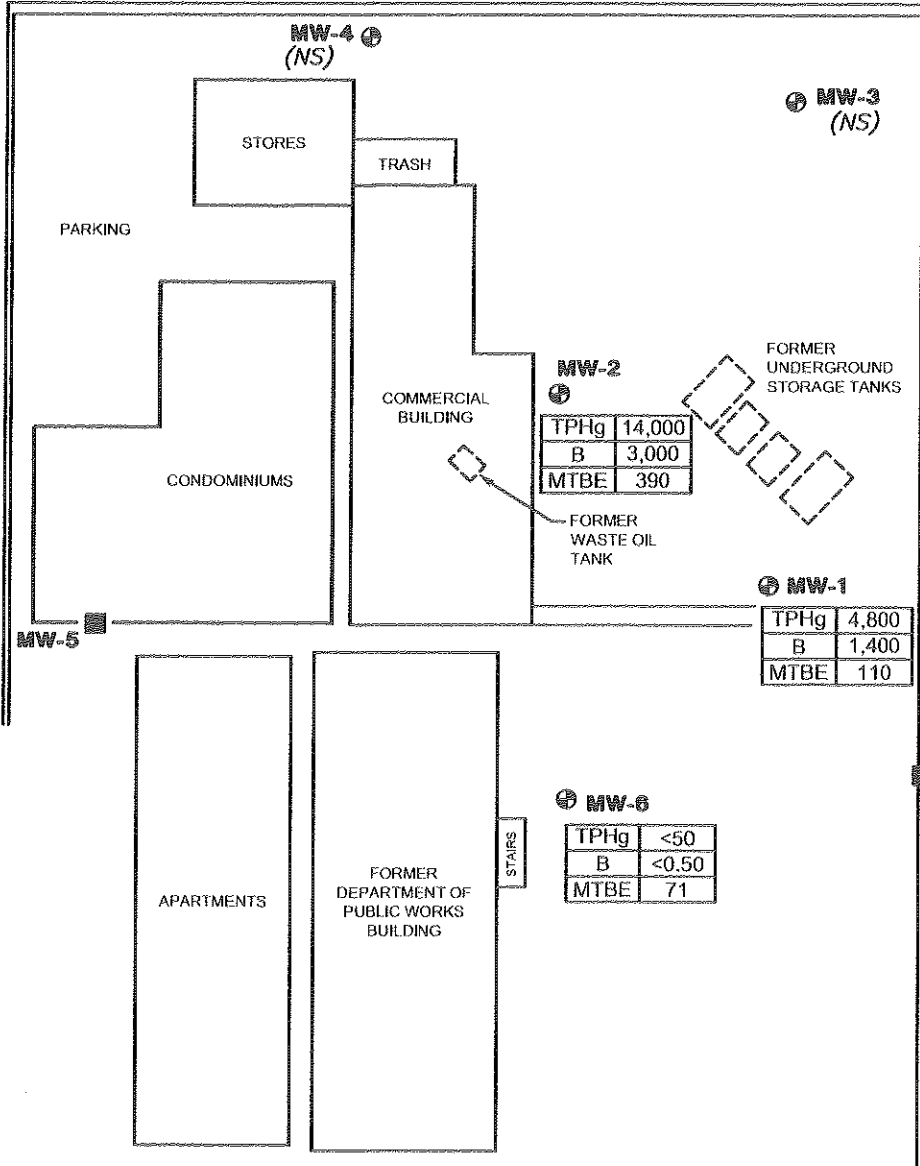 MW-4
(NS)
MW-3
(NS)
STORES
TRASH
PARKING
FORMER
UNDERGROUND
STORAGE TANKS
MW-2
TPHg 14,000
B 3,000
MTBE 390
COMMERCIAL
BUILDING
CONDOMINIUMS
FORMER
WASTE OIL
TANK
MW-1
TPHg 4,800
B 1,400
MTBE 110
MW-5
MW-6
TPHg <50
B <0.50
MTBE 71
STAIRS
APARTMENTS
FORMER
DEPARTMENT OF
PUBLIC WORKS
BUILDING